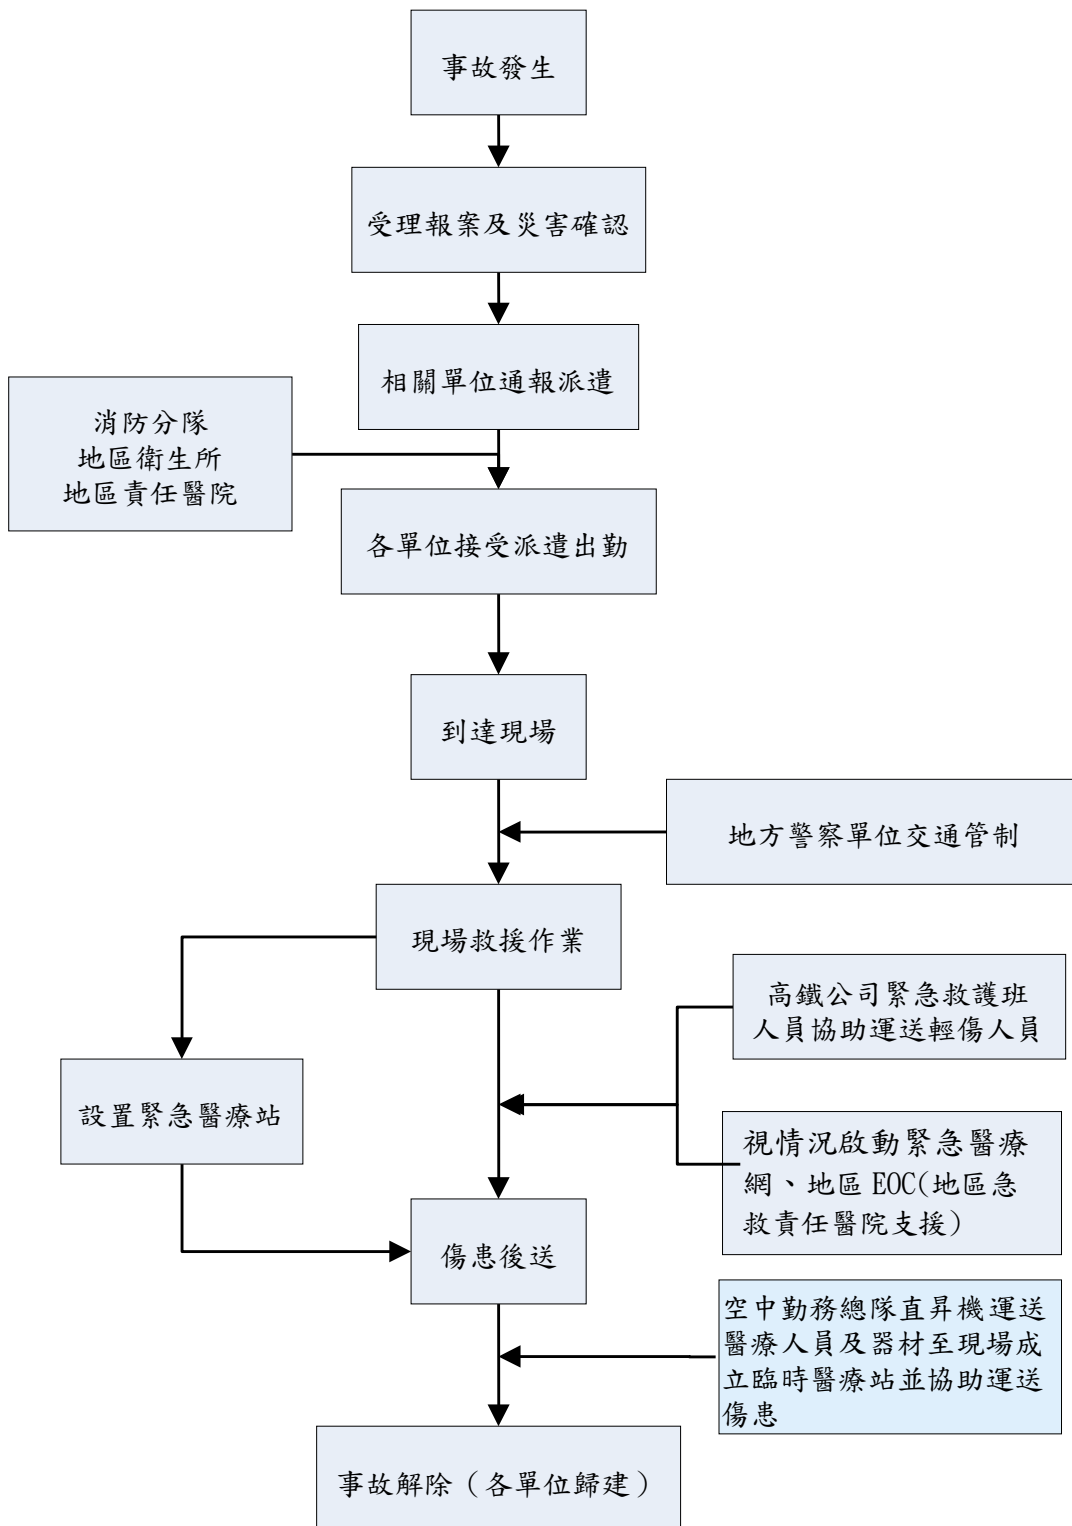 事故發生
受理報案及災害確認
相關單位通報派遣
消防分隊
地區衛生所
地區責任醫院
各單位接受派遣出勤
到達現場
地方警察單位交通管制
現場救援作業
高鐵公司緊急救護班
人員協助運送輕傷人員
設置緊急醫療站
視情況啟動緊急醫療
網、地區 EOC(地區急
救責任醫院支援)
傷患後送
空中勤務總隊直昇機運送
醫療人員及器材至現場成
立臨時醫療站並協助運送
傷患
事故解除（各單位歸建）